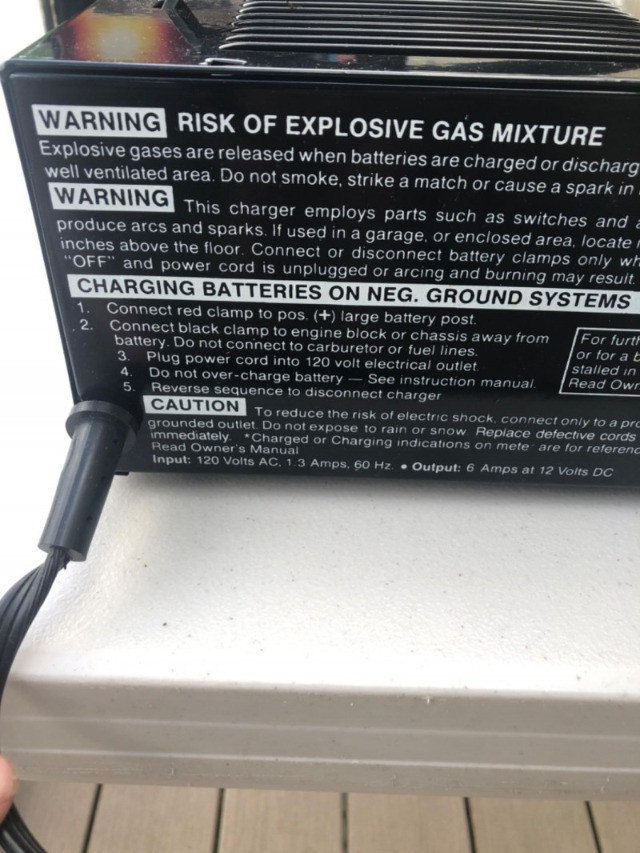 WARNING RISK OF EXPLOSIVE GAS MIXTURE
Explosive gases are released when batteries are charged or discharg
well ventilated area. Do not smoke, strike a match or cause a spark in
WARNING This charger employs parts such as switches and
produce arcs and sparks. If used in a garage, or enclosed area, locate
inches above the floor. Connect or disconnect battery clamps only wh
"OFF" and power cord is unplugged or arcing and burning may result.
CHARGING BATTERIES ON NEG. GROUND SYSTEMS
1. Connect red clamp to pos. (+) large battery post.
2. Connect black clamp to engine block or chassis away from
battery. Do not connect to carburetor or fuel lines.
3. Plug power cord into 120 volt electrical outlet.
4. Do not over-charge battery — See instruction manual.
5. Reverse sequence to disconnect charger
For furth
or for a b
stalled in
Read Own
CAUTION To reduce the risk of electric shock, connect only to a pro
grounded outlet. Do not expose to rain or snow. Replace defective cords
immediately. *Charged or Charging indications on mete are for referenc
Read Owner's Manual
Input: 120 Volts AC, 1.3 Amps, 60 Hz. • Output: 6 Amps at 12 Volts DC